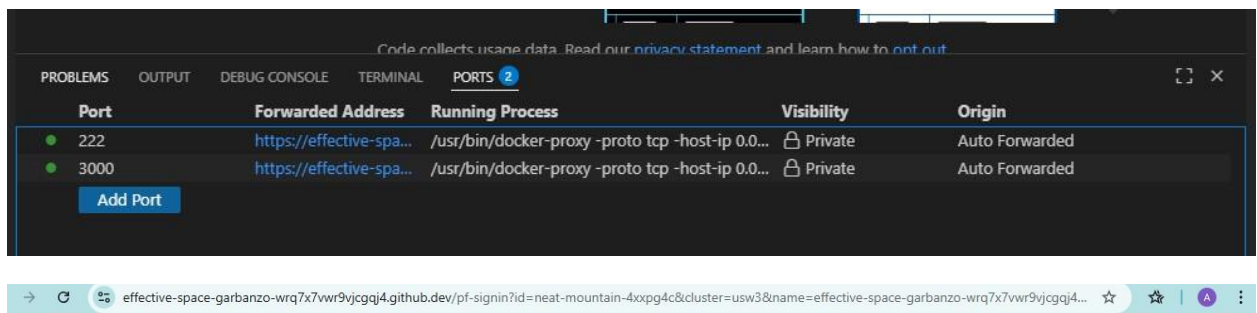 Code collects usage data. Read our privacy statement and learn how to opt out.
PROBLEMS OUTPUT DEBUG CONSOLE TERMINAL PORTS 2
Port Forwarded Address Running Process Visibility Origin
222 https://effective-spa... /usr/bin/docker-proxy -proto tcp -host-ip 0.0... Private Auto Forwarded
3000 https://effective-spa... /usr/bin/docker-proxy -proto tcp -host-ip 0.0... Private Auto Forwarded
Add Port
effective-space-garbanzo-wrq7x7vwr9vjcgqj4.github.dev/pf-signin?id=neat-mountain-4xxpg4c&cluster=usw3&name=effective-space-garbanzo-wrq7x7vwr9vjcgqj4... A